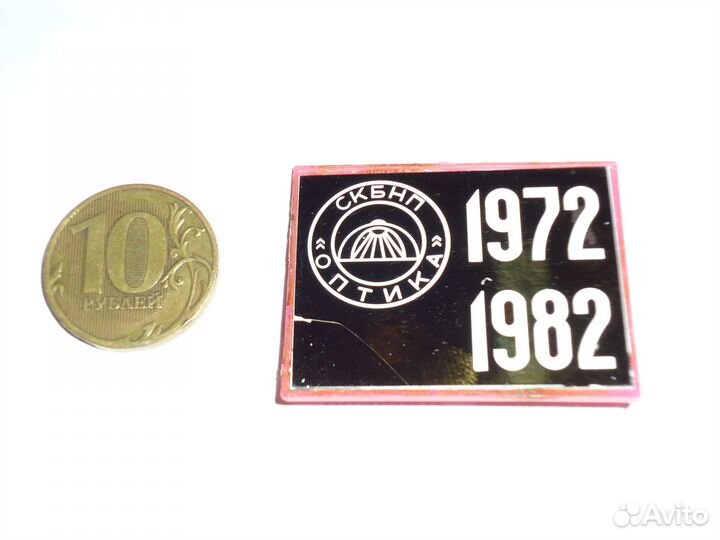 10
РУБЛЕЙ
СКБНП
«ОПТИКА»
1972
1982
Avito